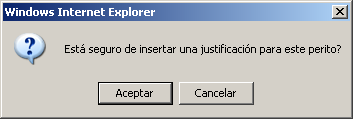 Windows Internet Explorer
Está seguro de insertar una justificación para este perito?
Aceptar
Cancelar